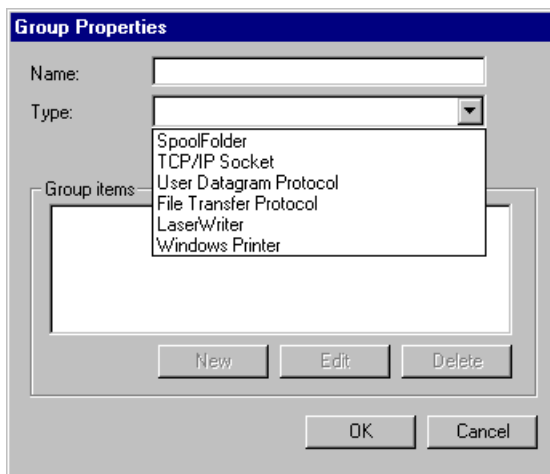 Group Properties
Name:
Type:
SpoolFolder
TCP/IP Socket
User Datagram Protocol
File Transfer Protocol
LaserWriter
Windows Printer
Group items
New Edit Delete
OK Cancel